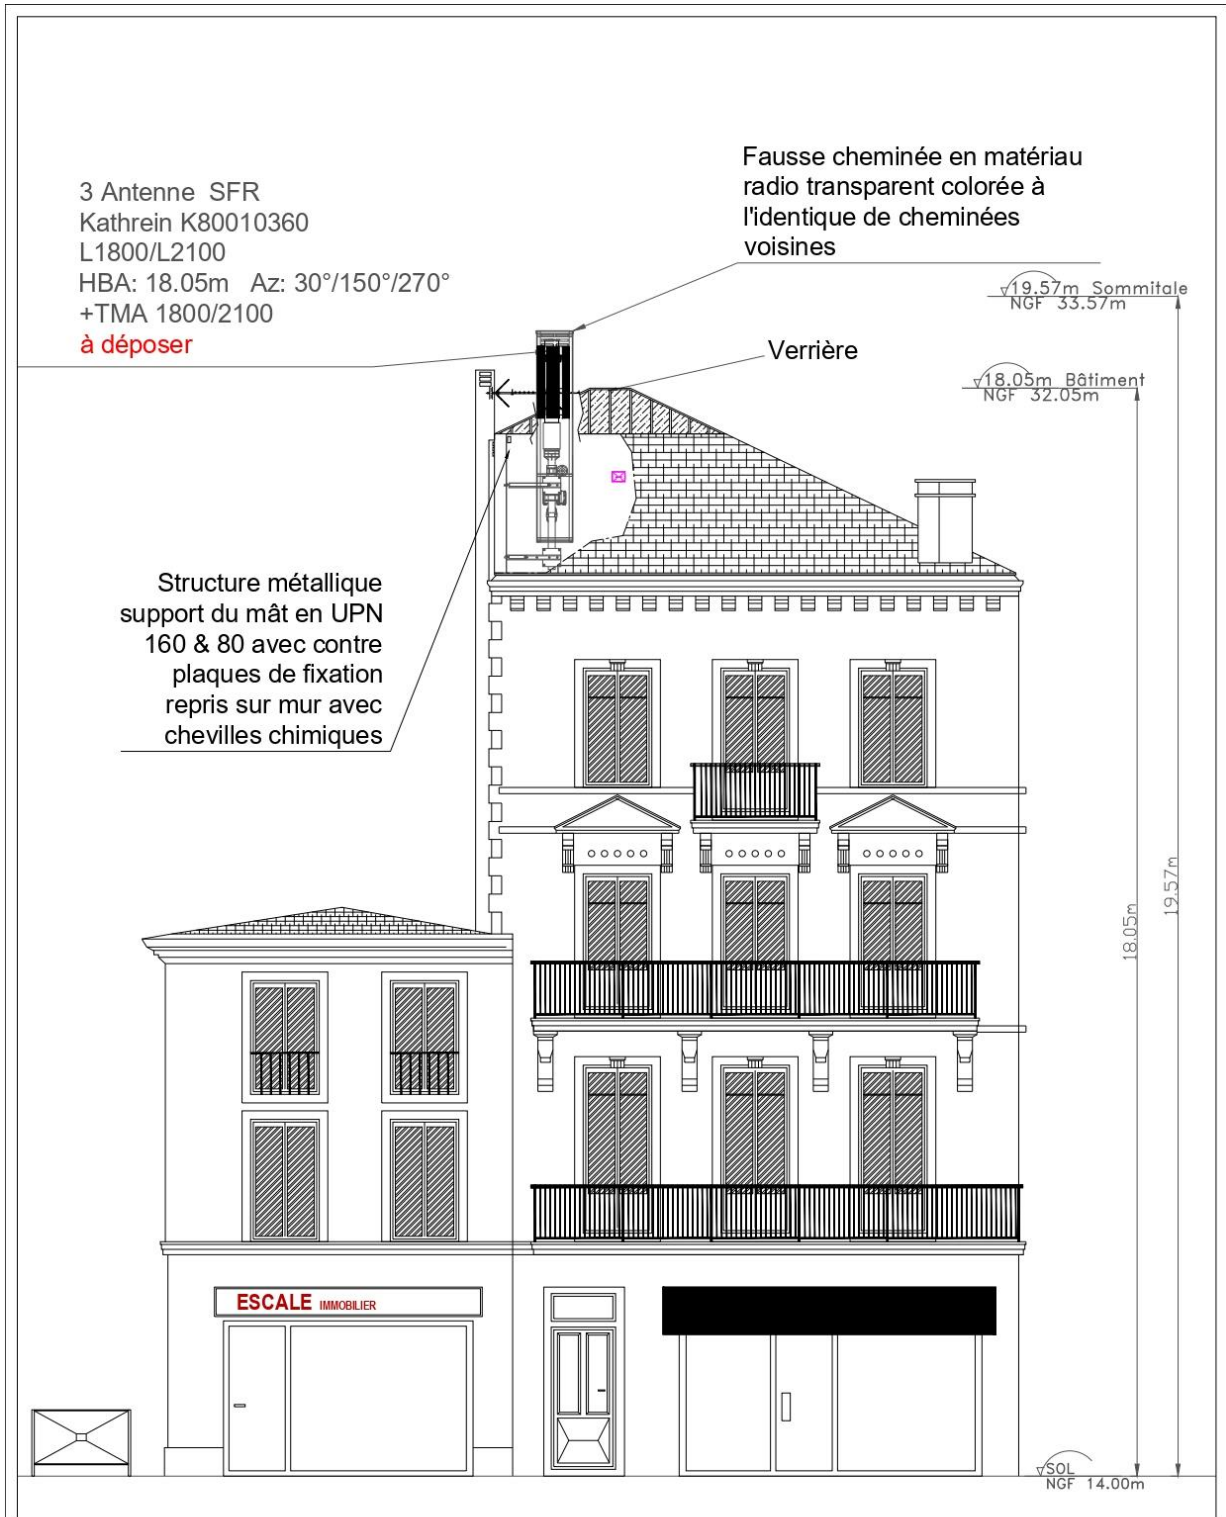 Fausse cheminée en matériau
radio transparent colorée à
l'identique de cheminées
voisines
3 Antenne SFR
Kathrein K80010360
L1800/L2100
HBA: 18.05m Az: 30°/150°/270°
+TMA 1800/2100
à déposer
19.57m Sommitale
NGF 33.57m
Verrière
18.05m Bâtiment
NGF 32.05m
Structure métallique
support du mât en UPN
160 & 80 avec contre
plaques de fixation
repris sur mur avec
chevilles chimiques
19.57m
18.05m
ESCALE IMMOBILIER
SOL
NGF 14.00m